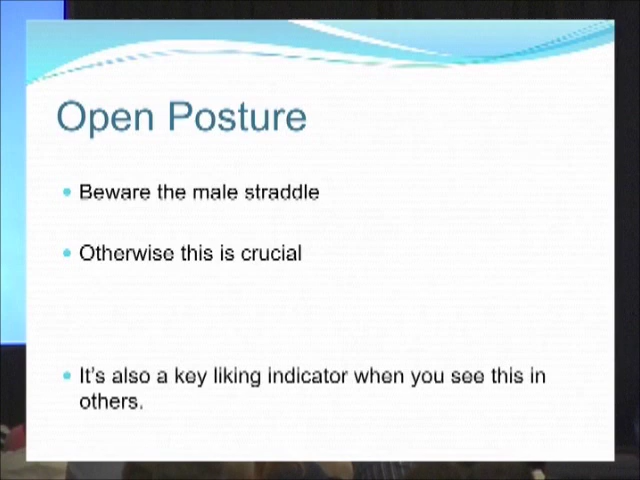 Open Posture
Beware the male straddle
Otherwise this is crucial
It's also a key liking indicator when you see this in
others.